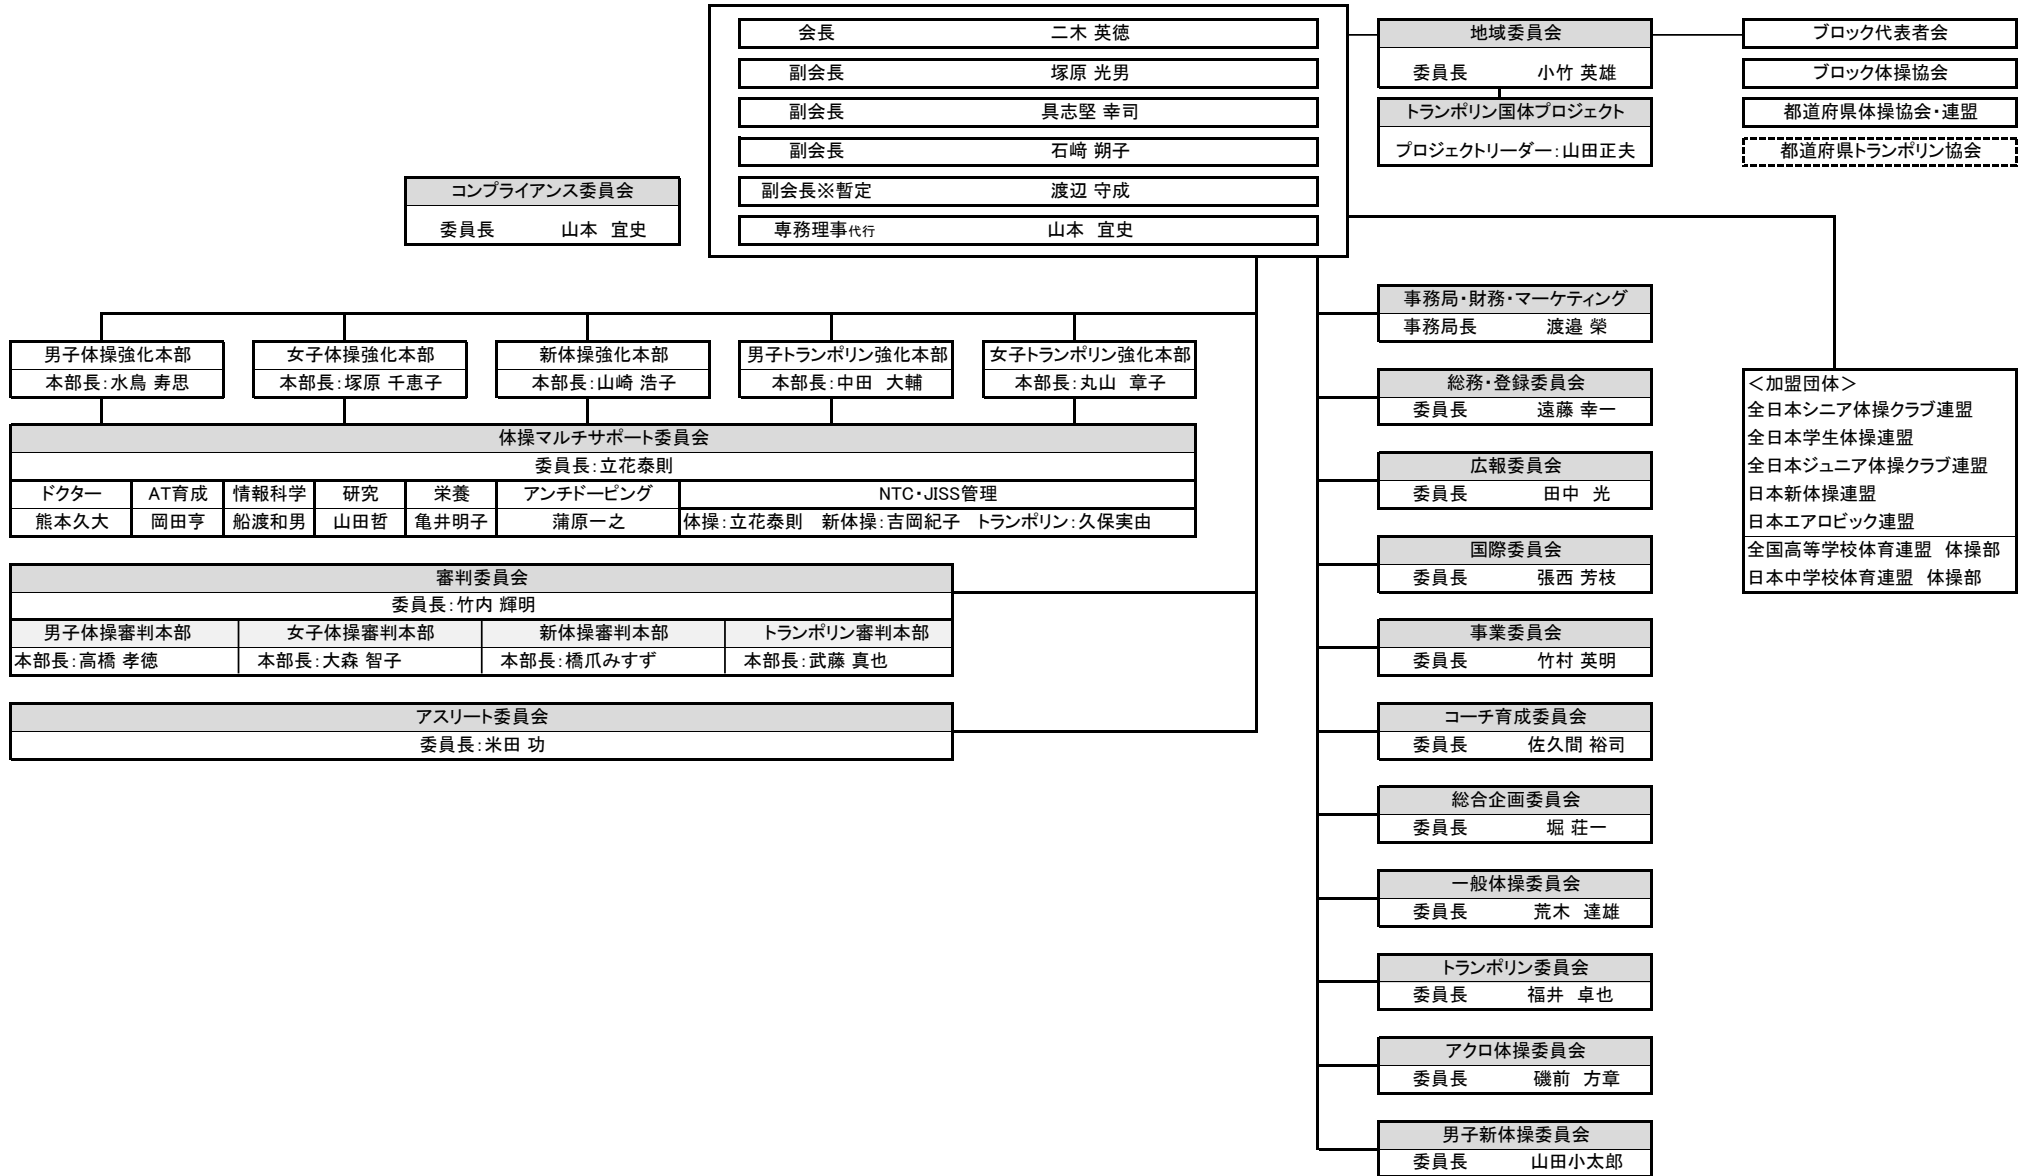 会長 二木 英徳
副会長 塚原 光男
副会長 具志堅 幸司
副会長 石﨑 朔子
副会長※暫定 渡辺 守成
専務理事代行 山本 宜史
コンプライアンス委員会
委員長 山本 宜史
地域委員会
委員長 小竹 英雄
トランポリン国体プロジェクト
プロジェクトリーダー：山田正夫
ブロック代表者会
ブロック体操協会
都道府県体操協会・連盟
都道府県トランポリン協会
男子体操強化本部
本部長：水鳥 寿思
女子体操強化本部
本部長：塚原 千恵子
新体操強化本部
本部長：山崎 浩子
男子トランポリン強化本部
本部長：中田 大輔
女子トランポリン強化本部
本部長：丸山 章子
体操マルチサポート委員会
委員長：立花泰則
ドクター AT育成 情報科学 研究 栄養 アンチドーピング NTC・JISS管理
熊本久大 岡田亨 船渡和男 山田哲 亀井明子 蒲原一之 体操：立花泰則 新体操：吉岡紀子 トランポリン：久保実由
審判委員会
委員長：竹内 輝明
男子体操審判本部 女子体操審判本部 新体操審判本部 トランポリン審判本部
本部長：高橋 孝徳 本部長：大森 智子 本部長：橋爪みすず 本部長：武藤 真也
アスリート委員会
委員長：米田 功
事務局・財務・マーケティング
事務局長 渡邉 榮
総務・登録委員会
委員長 遠藤 幸一
広報委員会
委員長 田中 光
国際委員会
委員長 張西 芳枝
事業委員会
委員長 竹村 英明
コーチ育成委員会
委員長 佐久間 裕司
総合企画委員会
委員長 堀 荘一
一般体操委員会
委員長 荒木 達雄
トランポリン委員会
委員長 福井 卓也
アクロ体操委員会
委員長 磯前 方章
男子新体操委員会
委員長 山田小太郎
＜加盟団体＞
全日本シニア体操クラブ連盟
全日本学生体操連盟
全日本ジュニア体操クラブ連盟
日本新体操連盟
日本エアロビック連盟
全国高等学校体育連盟 体操部
日本中学校体育連盟 体操部